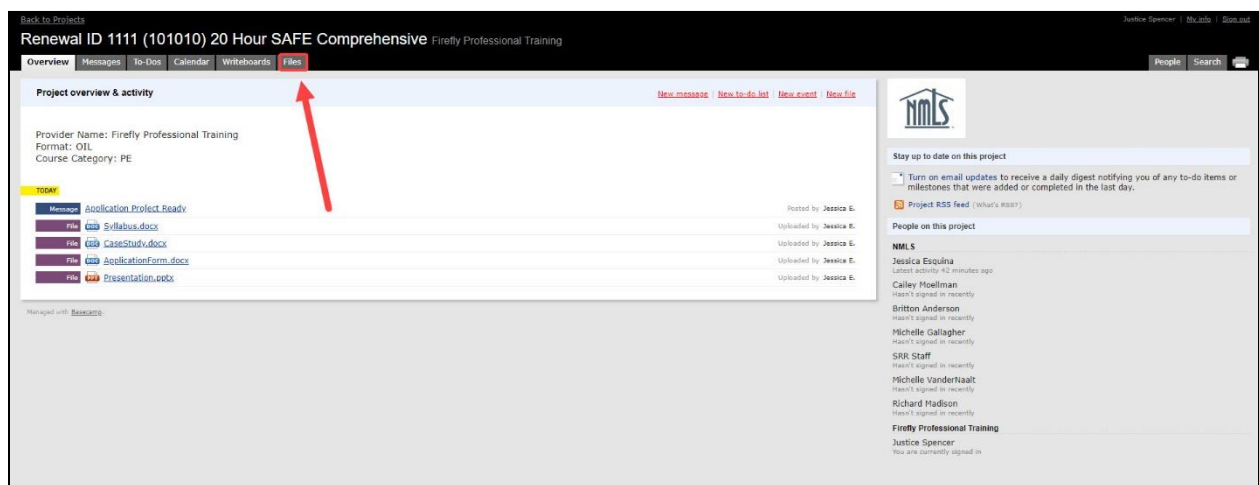 Back to Projects
Justice Spencer | My info | Sign out
Renewal ID 1111 (101010) 20 Hour SAFE Comprehensive Firefly Professional Training
Overview Messages To-Dos Calendar Writeboards Files
People Search
Project overview & activity
New message | New to-do list | New event | New file
Provider Name: Firefly Professional Training
Format: OIL
Course Category: PE
TODAY
Message Application Project Ready Posted by Jessica E.
File DOC Syllabus.docx Uploaded by Jessica E.
File DOC CaseStudy.docx Uploaded by Jessica E.
File DOC ApplicationForm.docx Uploaded by Jessica E.
File PPT Presentation.pptx Uploaded by Jessica E.
Managed with Basecamp.
NMLS
Stay up to date on this project
Turn on email updates to receive a daily digest notifying you of any to-do items or
milestones that were added or completed in the last day.
Project RSS feed (What's RSS?)
People on this project
NMLS
Jessica Esquina
Latest activity 42 minutes ago
Cailey Moellman
Hasn't signed in recently
Britton Anderson
Hasn't signed in recently
Michelle Gallagher
Hasn't signed in recently
SRR Staff
Hasn't signed in recently
Michelle VanderNaalt
Hasn't signed in recently
Richard Madison
Hasn't signed in recently
Firefly Professional Training
Justice Spencer
You are currently signed in